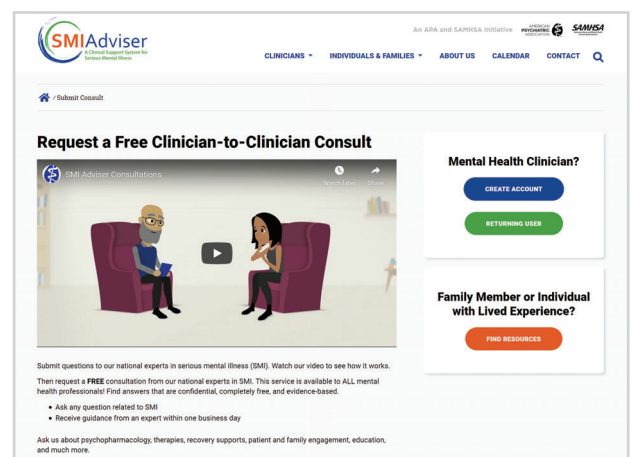 An APA and SAMHSA Initiative
AMERICAN
PSYCHIATRIC
ASSOCIATION
SAMHSA
SMIAdviser
A Clinical Support System for
Serious Mental Illness
CLINICIANS
INDIVIDUALS & FAMILIES
ABOUT US
CALENDAR
CONTACT
/ Submit Consult
Request a Free Clinician-to-Clinician Consult
SMI Adviser Consultations
Watch later
Share
Submit questions to our national experts in serious mental illness (SMI). Watch our video to see how it works.
Then request a FREE consultation from our national experts in SMI. This service is available to ALL mental
health professionals! Find answers that are confidential, completely free, and evidence-based.
• Ask any question related to SMI
• Receive guidance from an expert within one business day
Ask us about psychopharmacology, therapies, recovery supports, patient and family engagement, education,
and much more.
Mental Health Clinician?
CREATE ACCOUNT
RETURNING USER
Family Member or Individual
with Lived Experience?
FIND RESOURCES